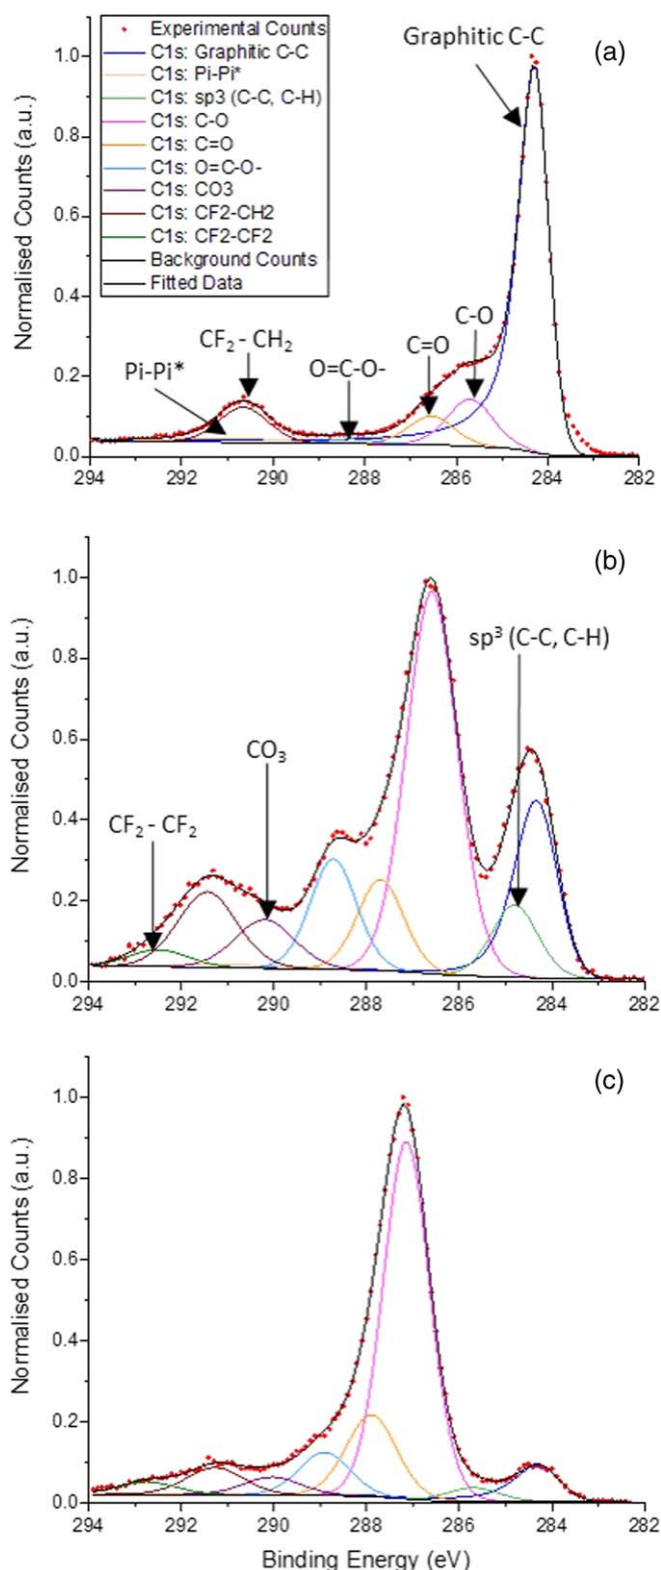 Experimental Counts
C1s: Graphitic C-C
C1s: Pi-Pi*
C1s: sp3 (C-C, C-H)
C1s: C-O
C1s: C=O
C1s: O=C-O-
C1s: CO3
C1s: CF2-CH2
C1s: CF2-CF2
Background Counts
Fitted Data
Graphitic C-C
(a)
C-O
C=O
O=C-O-
CF₂ - CH₂
Pi-Pi*
Normalised Counts (a.u.)
1.0
0.8
0.6
0.4
0.2
0.0
294 292 290 288 286 284 282
(b)
sp³ (C-C, C-H)
CO₃
CF₂ - CF₂
Normalised Counts (a.u.)
1.0
0.8
0.6
0.4
0.2
0.0
294 292 290 288 286 284 282
(c)
Normalised Counts (a.u.)
1.0
0.8
0.6
0.4
0.2
0.0
294 292 290 288 286 284 282
Binding Energy (eV)